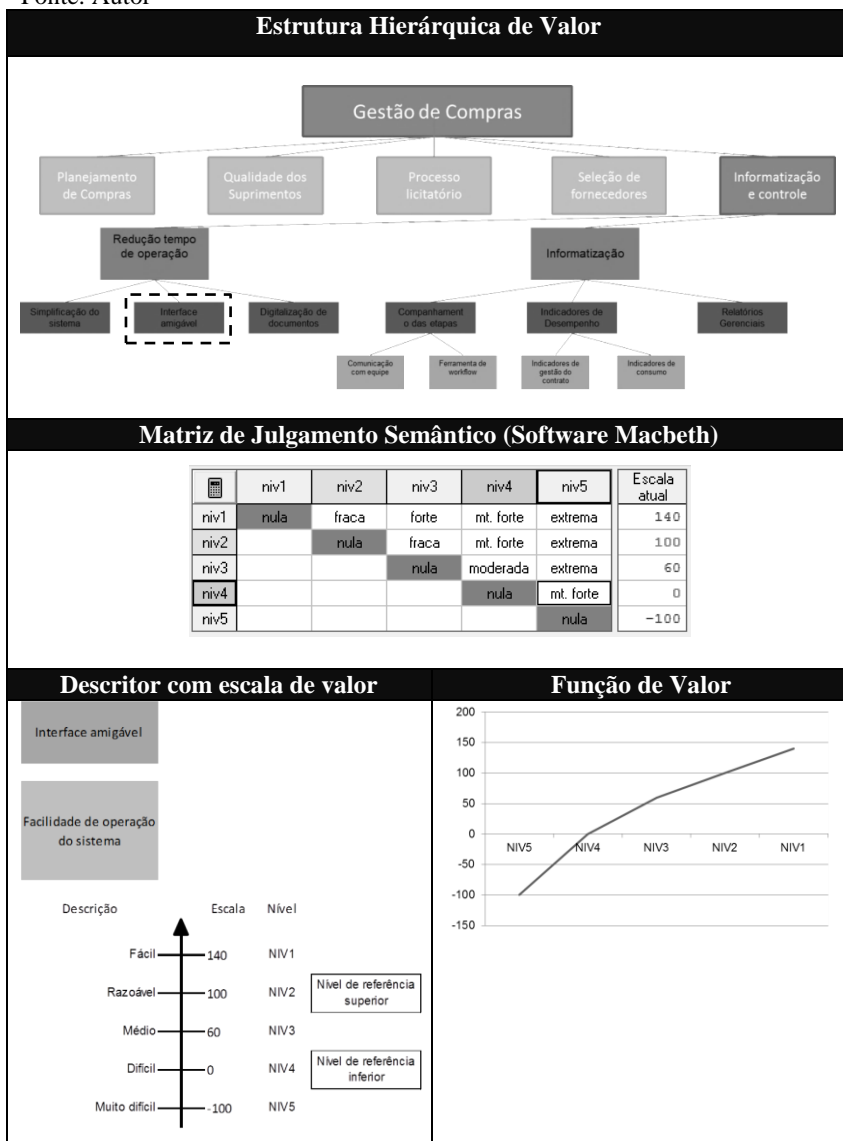 Fonte: Autor
Estrutura Hierárquica de Valor
Gestão de Compras
Planejamento
de Compras
Qualidade dos
Suprimentos
Processo
licitatório
Seleção de
fornecedores
Informatização
e controle
Redução tempo
de operação
Informatização
Simplificação do
sistema
Interface
amigável
Digitalização de
documentos
Companhament
o das etapas
Indicadores de
Desempenho
Relatórios
Gerenciais
Comunicação
com equipe
Ferramenta de
workflow
Indicadores de
gestão do
contrato
Indicadores de
consumo
Matriz de Julgamento Semântico (Software Macbeth)
niv1 niv2 niv3 niv4 niv5 Escala
atual
niv1 nula fraca forte mt. forte extrema 140
niv2 nula fraca mt. forte extrema 100
niv3 nula moderada extrema 60
niv4 nula mt. forte 0
niv5 nula -100
Descritor com escala de valor
Interface amigável
Facilidade de operação
do sistema
Descrição Escala Nível
Fácil 140 NIV1
Razoável 100 NIV2 Nível de referência
superior
Médio 60 NIV3
Difícil 0 NIV4 Nível de referência
inferior
Muito difícil -100 NIV5
Função de Valor
200
150
100
50
0
-50
-100
-150
NIV5 NIV4 NIV3 NIV2 NIV1